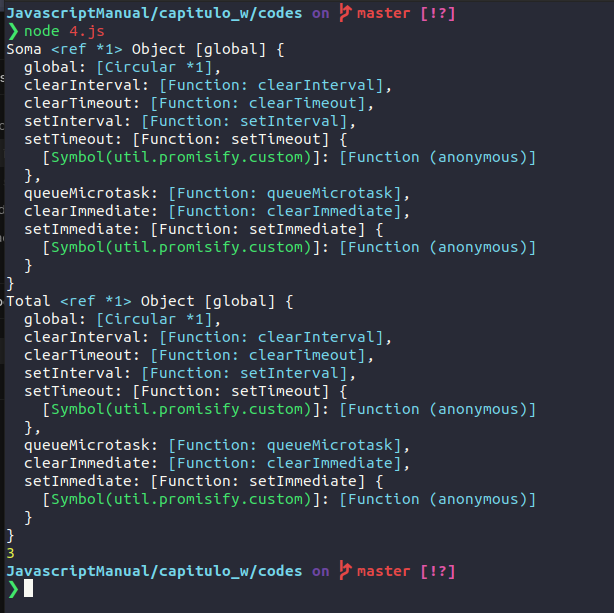 JavascriptManual/capitulo_w/codes on master [!?]
❯ node 4.js
Soma <ref *1> Object [global] {
  global: [Circular *1],
  clearInterval: [Function: clearInterval],
  clearTimeout: [Function: clearTimeout],
  setInterval: [Function: setInterval],
  setTimeout: [Function: setTimeout] {
    [Symbol(util.promisify.custom)]: [Function (anonymous)]
  },
  queueMicrotask: [Function: queueMicrotask],
  clearImmediate: [Function: clearImmediate],
  setImmediate: [Function: setImmediate] {
    [Symbol(util.promisify.custom)]: [Function (anonymous)]
  }
}
Total <ref *1> Object [global] {
  global: [Circular *1],
  clearInterval: [Function: clearInterval],
  clearTimeout: [Function: clearTimeout],
  setInterval: [Function: setInterval],
  setTimeout: [Function: setTimeout] {
    [Symbol(util.promisify.custom)]: [Function (anonymous)]
  },
  queueMicrotask: [Function: queueMicrotask],
  clearImmediate: [Function: clearImmediate],
  setImmediate: [Function: setImmediate] {
    [Symbol(util.promisify.custom)]: [Function (anonymous)]
  }
}
3
JavascriptManual/capitulo_w/codes on master [!?]
❯